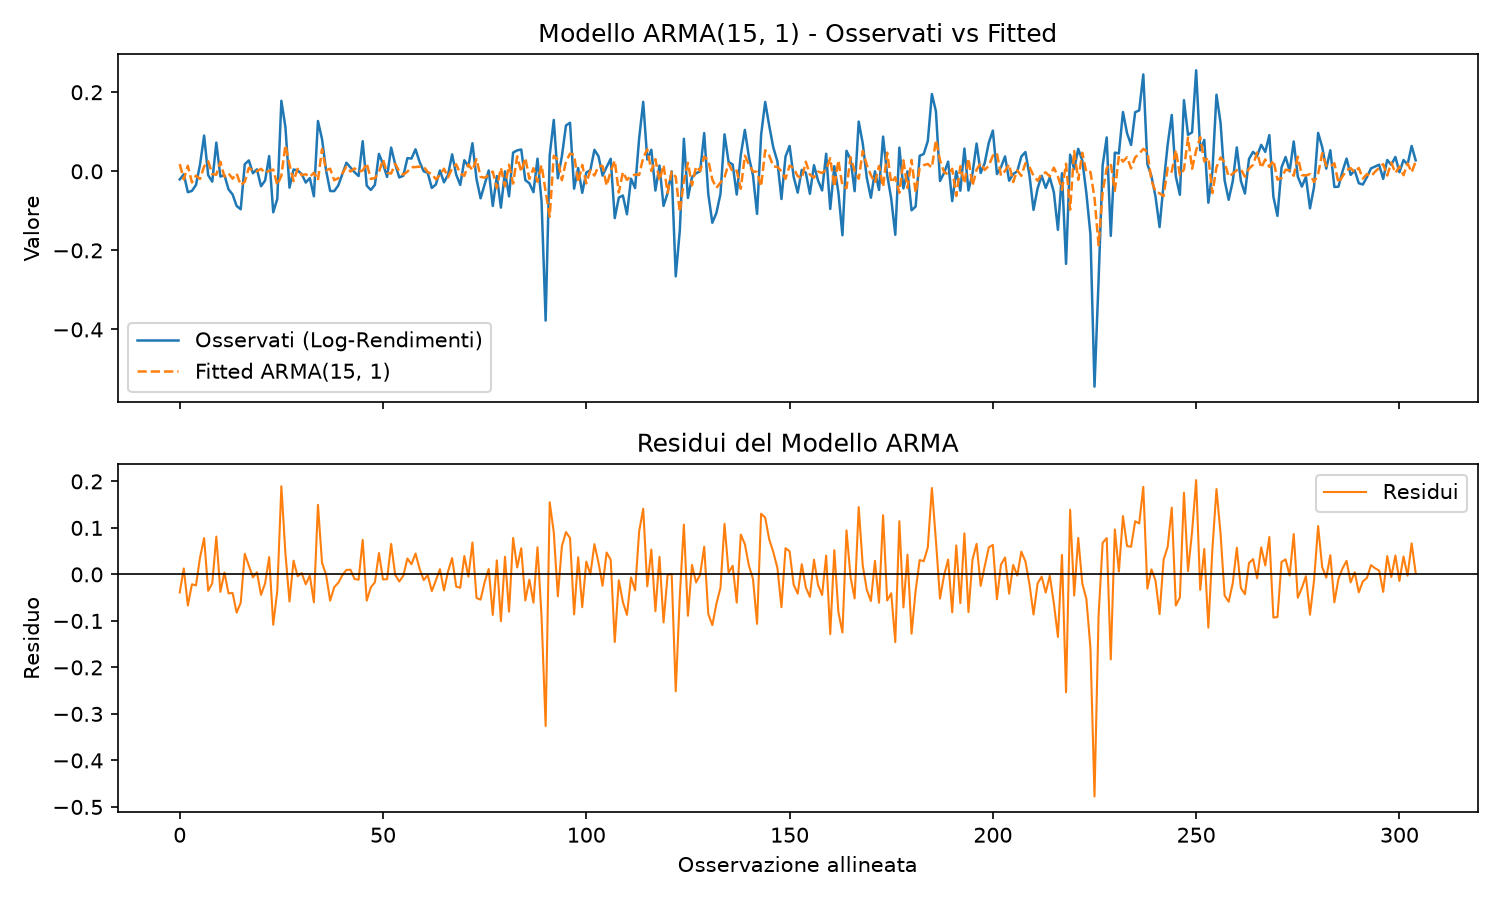 Modello ARMA(15, 1) - Osservati vs Fitted
0.2
0.0
−0.2
−0.4
Valore
Osservati (Log-Rendimenti)
Fitted ARMA(15, 1)
Residui del Modello ARMA
0.2
0.1
0.0
−0.1
−0.2
−0.3
−0.4
−0.5
Residuo
Residui
0 50 100 150 200 250 300
Osservazione allineata